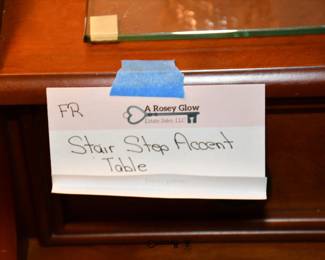 FR
A Rosey Glow
Estate Sales, LLC
Stair Step Accent
Table